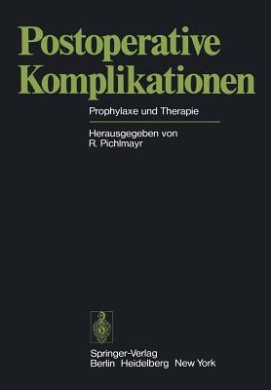 Postoperative
Komplikationen
Prophylaxe und Therapie
Herausgegeben von
R. Pichlmayr
Springer-Verlag
Berlin Heidelberg New York